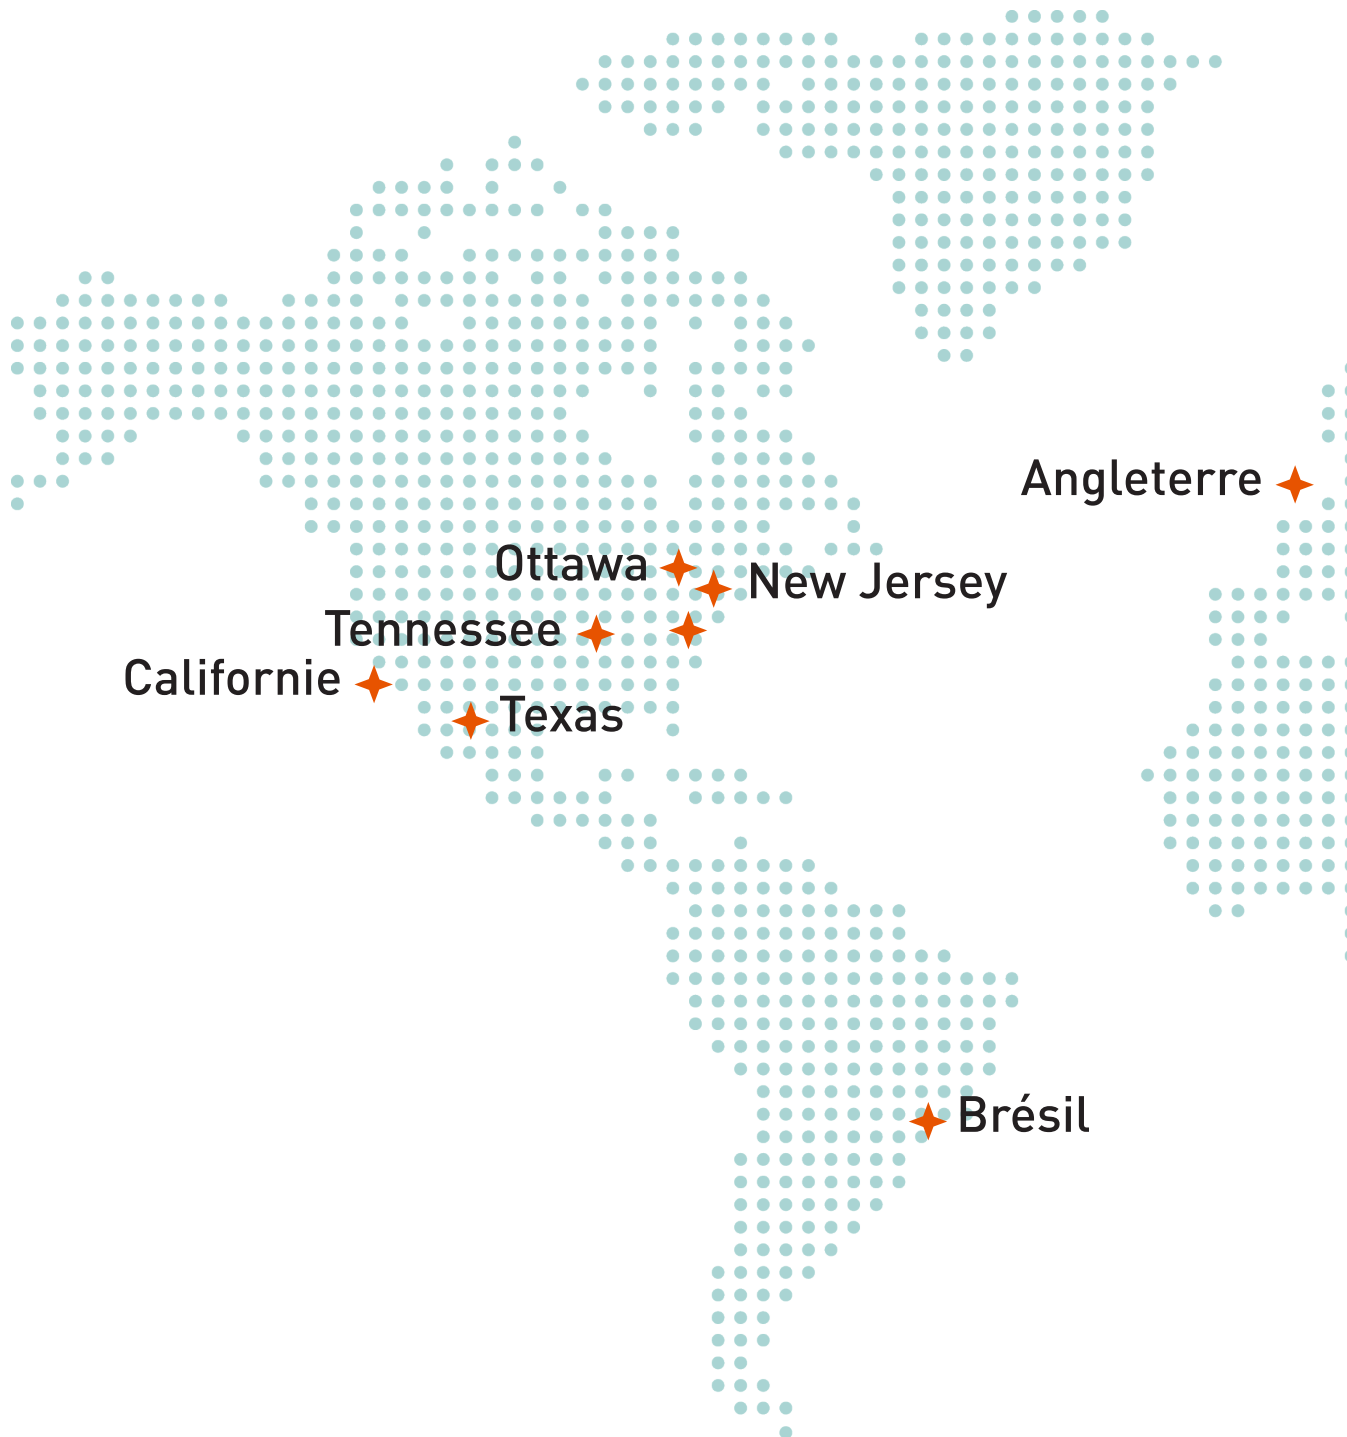 Angleterre
Ottawa
New Jersey
Tennessee
Californie
Texas
Brésil